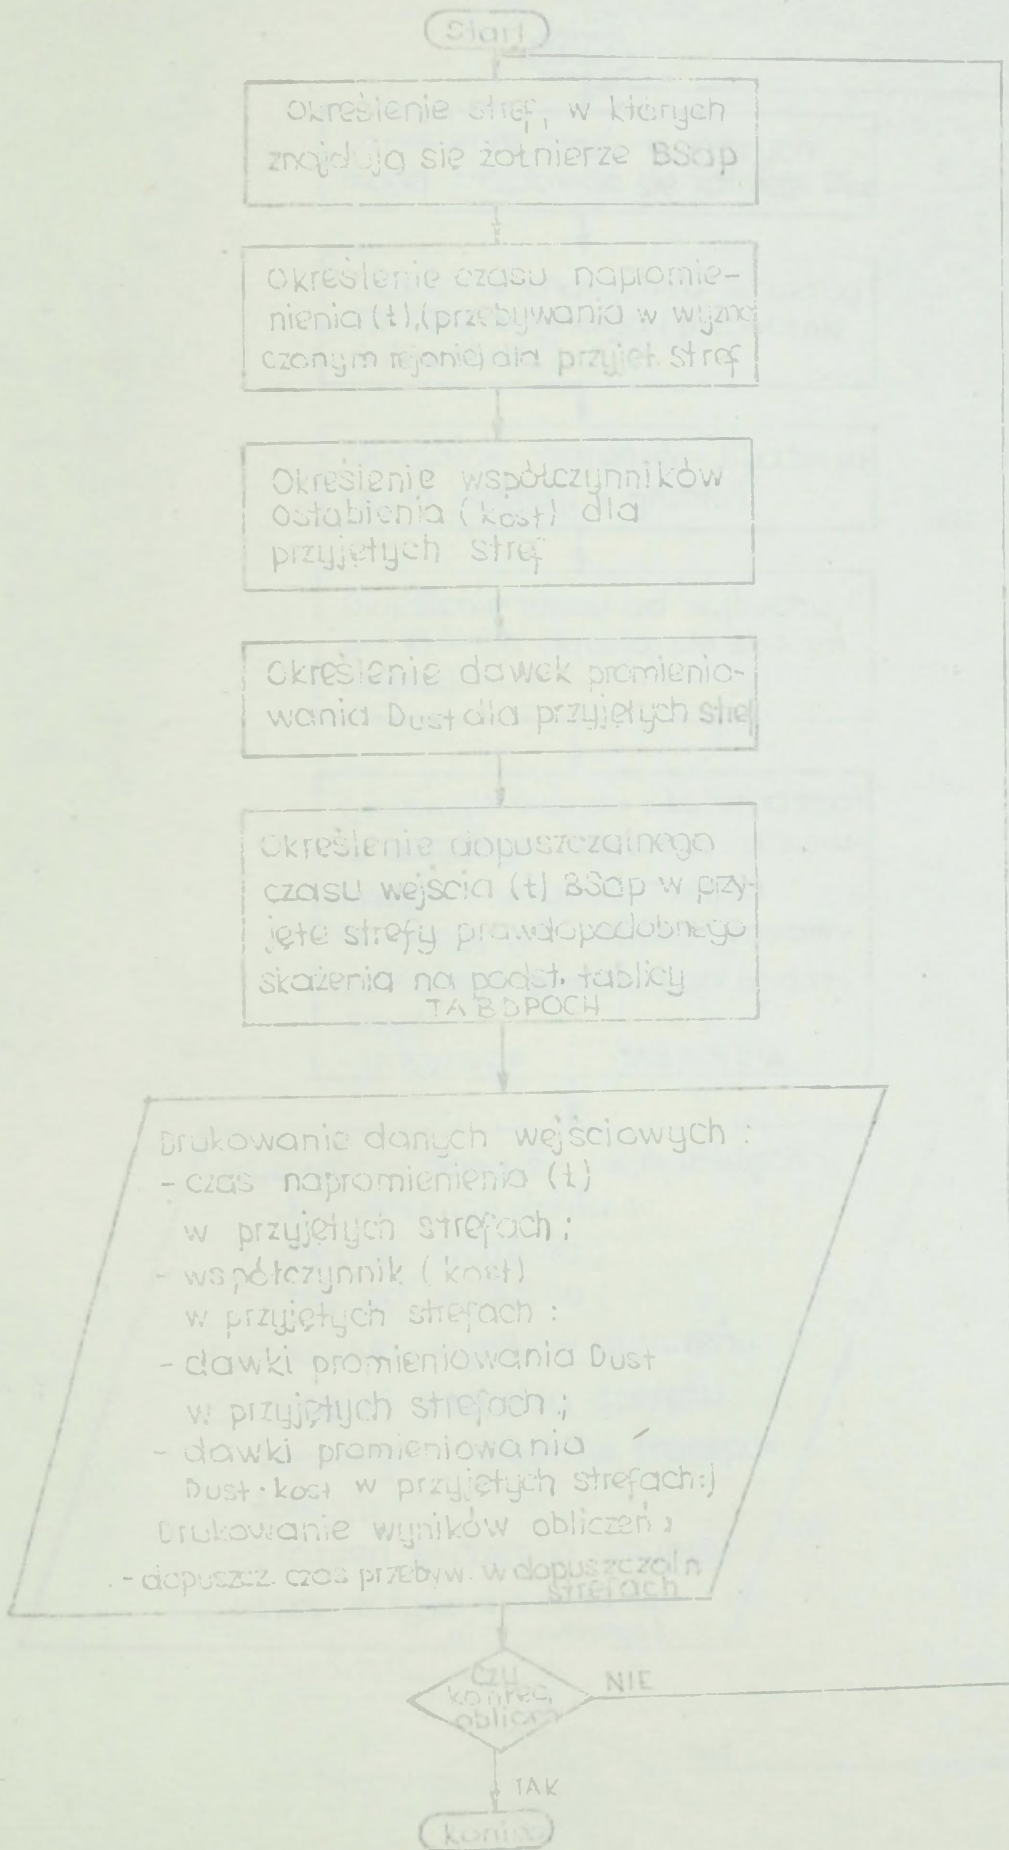 Start
Określenie stref, w których
znajdują się żołnierze BSap
Określenie czasu napromie-
nienia (t),(przebywania w wyzna
czonym rejonie) dla przyjęt. stref
Określenie współczynników
osłabienia (kost) dla
przyjętych stref
Określenie dawek promienio-
wania Dust dla przyjętych stref
Określenie dopuszczalnego
czasu wejścia (t) BSap w przy-
jęte strefy prawdopodobnego
skażenia na podst. tablicy
TABDPOCH
Drukowanie danych wejściowych :
- czas napromienienia (t)
w przyjętych strefach ;
- współczynnik (kost)
w przyjętych strefach :
- dawki promieniowania Dust
w przyjętych strefach ;
- dawki promieniowania
Dust · kost w przyjętych strefach:)
Drukowanie wyników obliczeń :
- dopuszcz. czas przebyw. w dopuszczaln
strefach
Czy
koniec
obliczeń
NIE
TAK
koniec